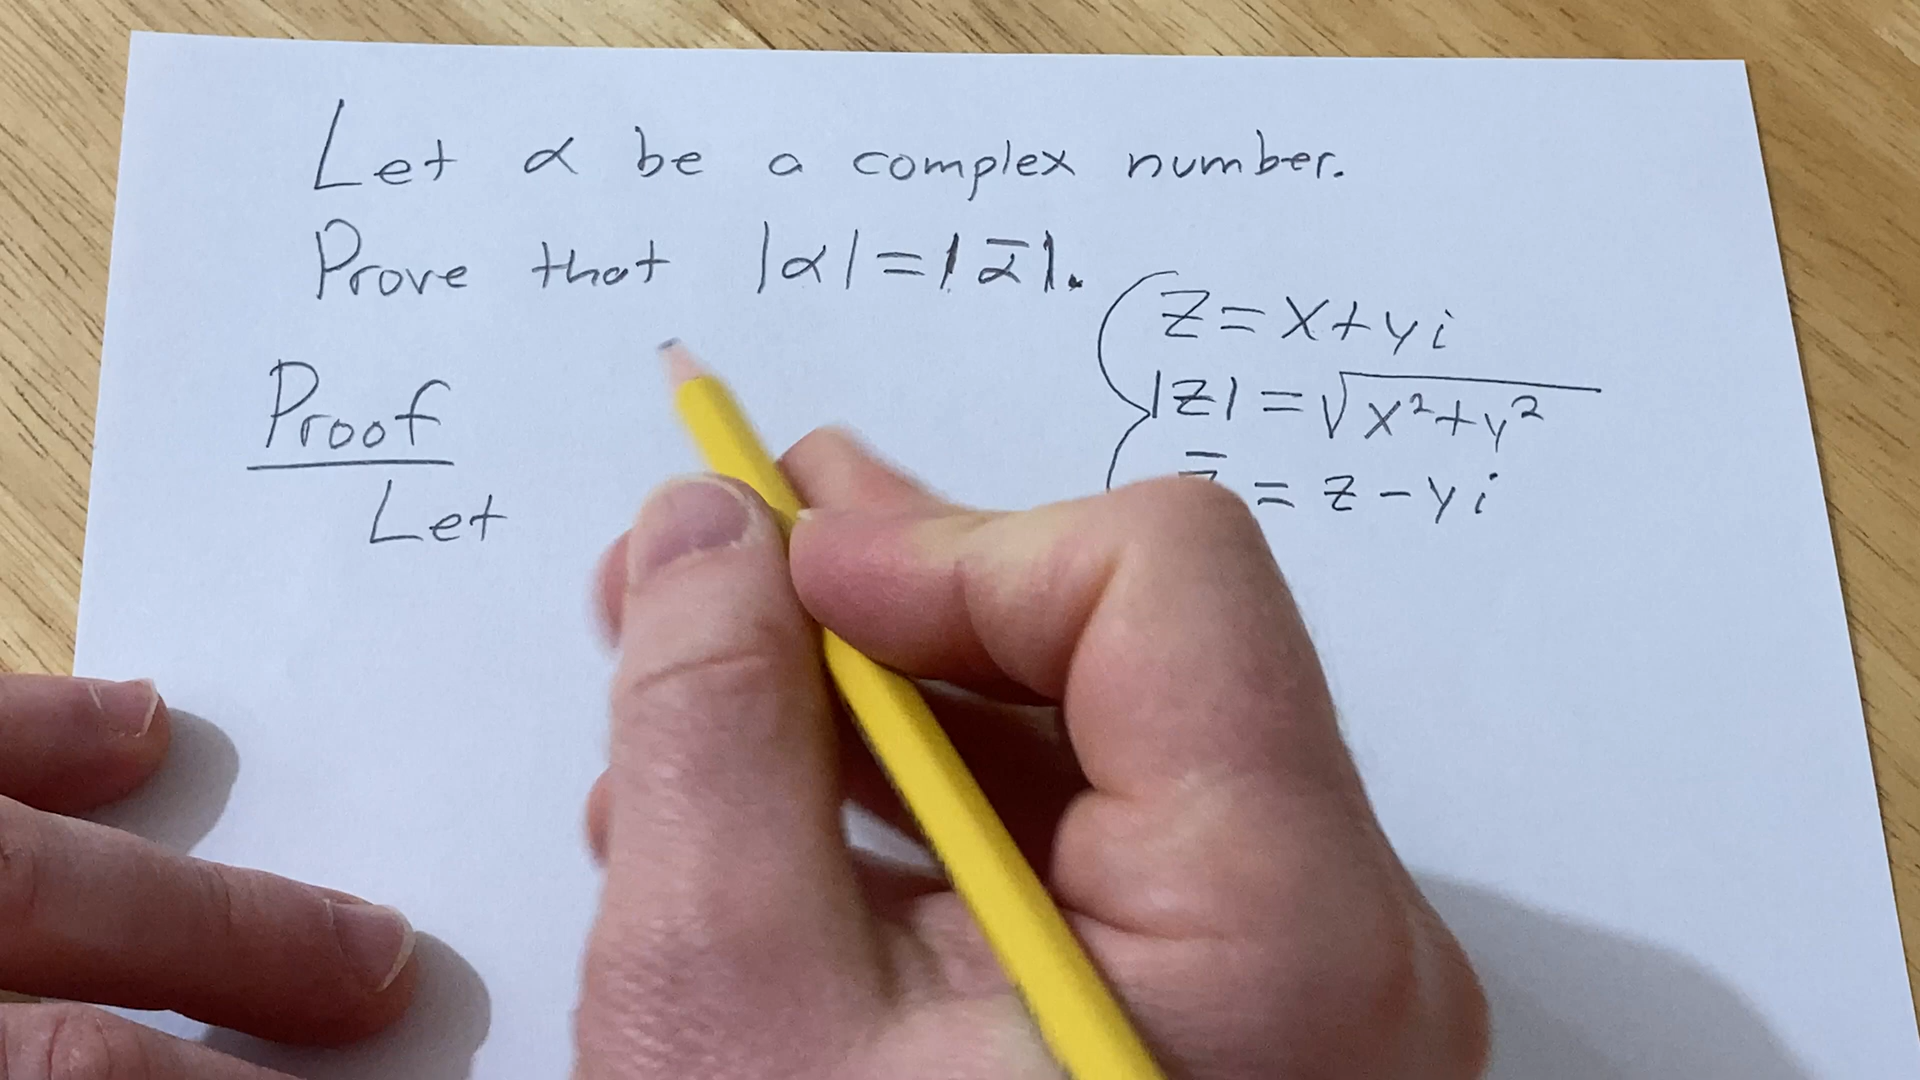 Let α be a complex number.
Prove that |α| = |α̅|.
z = x + yi
|z| = √(x² + y²)
z̅ = z - yi
Proof
Let